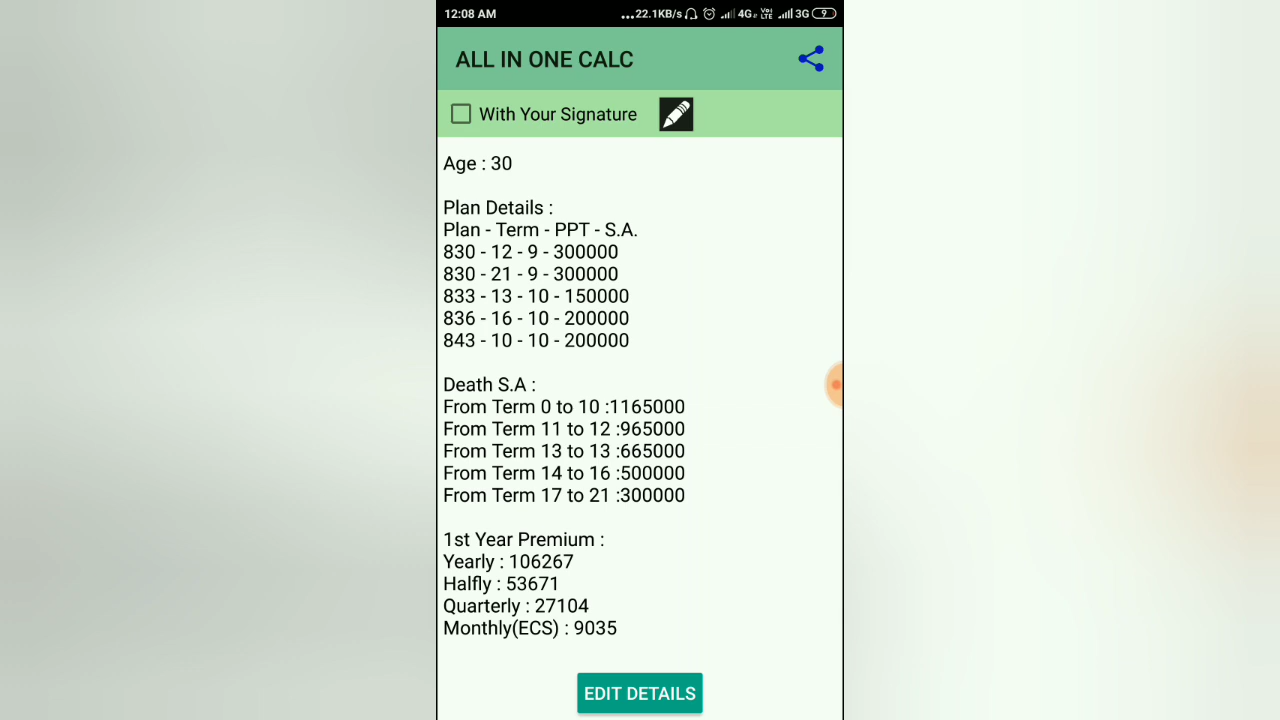 12:08 AM ...22.1KB/s 4G VoLTE 3G 9
ALL IN ONE CALC
With Your Signature
Age : 30
Plan Details :
Plan - Term - PPT - S.A.
830 - 12 - 9 - 300000
830 - 21 - 9 - 300000
833 - 13 - 10 - 150000
836 - 16 - 10 - 200000
843 - 10 - 10 - 200000
Death S.A :
From Term 0 to 10 :1165000
From Term 11 to 12 :965000
From Term 13 to 13 :665000
From Term 14 to 16 :500000
From Term 17 to 21 :300000
1st Year Premium :
Yearly : 106267
Halfly : 53671
Quarterly : 27104
Monthly(ECS) : 9035
EDIT DETAILS